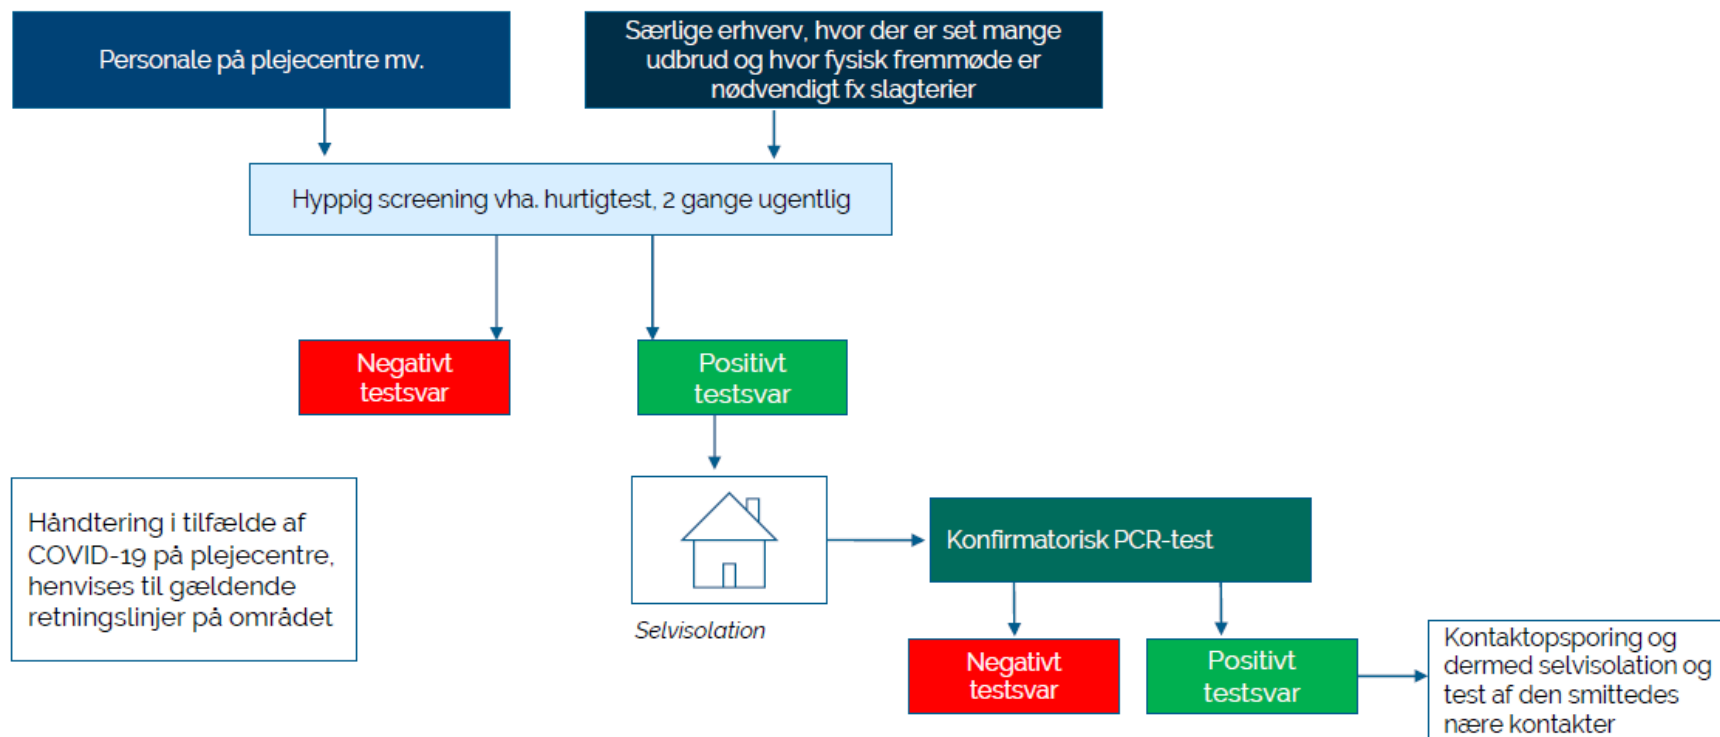 Personale på plejecentre mv.
Særlige erhverv, hvor der er set mange
udbrud og hvor fysisk fremmøde er
nødvendigt fx slagterier
Hyppig screening vha. hurtigtest, 2 gange ugentlig
Negativt
testsvar
Positivt
testsvar
Håndtering i tilfælde af
COVID-19 på plejecentre,
henvises til gældende
retningslinjer på området
Selvisolation
Konfirmatorisk PCR-test
Negativt
testsvar
Positivt
testsvar
Kontaktopsporing og
dermed selvisolation og
test af den smittedes
nære kontakter